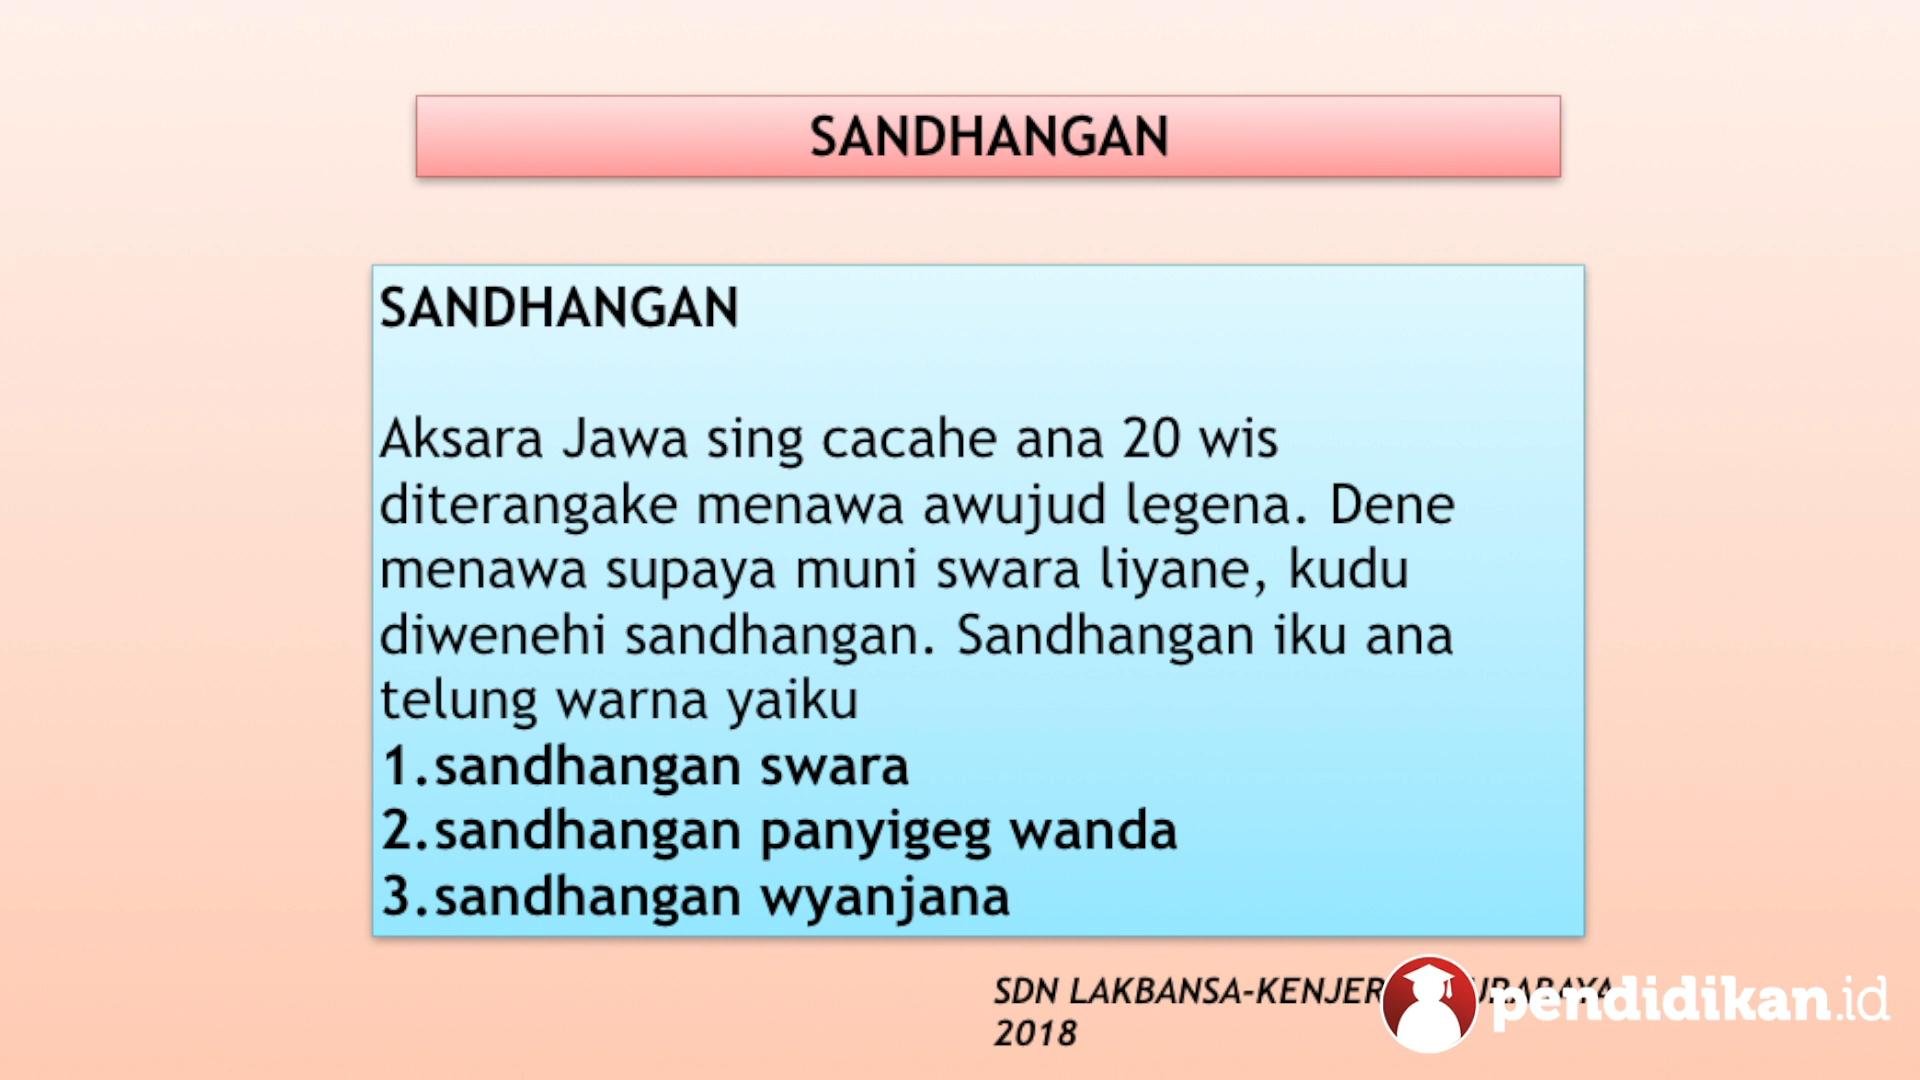 SANDHANGAN
SANDHANGAN
Aksara Jawa sing cacahe ana 20 wis
diterangake menawa awujud legena. Dene
menawa supaya muni swara liyane, kudu
diwenehi sandhangan. Sandhangan iku ana
telung warna yaiku
1.sandhangan swara
2.sandhangan panyigeg wanda
3.sandhangan wyanjana
SDN LAKBANSA-
2018
pendidikan.id